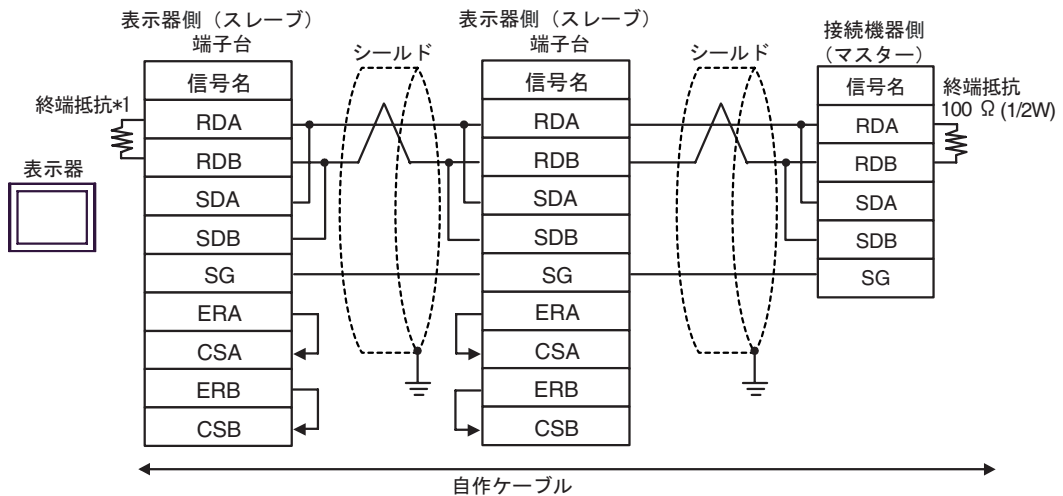 表示器側（スレーブ）
端子台
信号名
RDA
RDB
SDA
SDB
SG
ERA
CSA
ERB
CSB
終端抵抗*1
表示器
シールド
表示器側（スレーブ）
端子台
信号名
RDA
RDB
SDA
SDB
SG
ERA
CSA
ERB
CSB
シールド
接続機器側
（マスター）
信号名
RDA
RDB
SDA
SDB
SG
終端抵抗
100 Ω (1/2W)
自作ケーブル